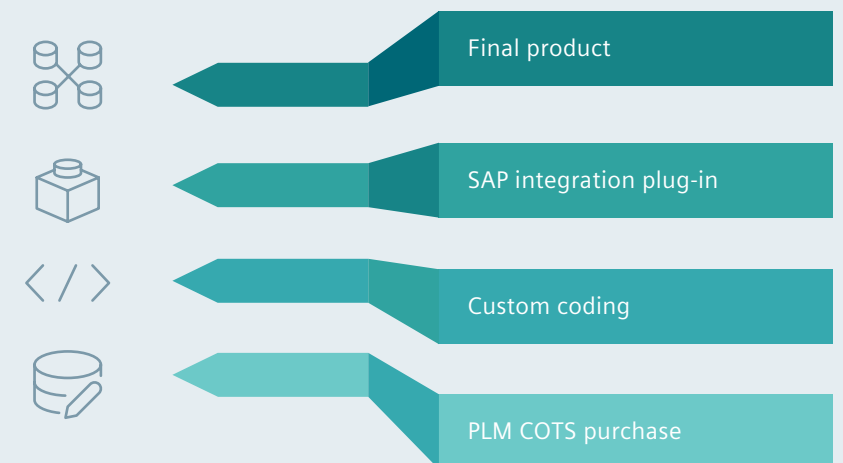 Final product
SAP integration plug-in
Custom coding
PLM COTS purchase